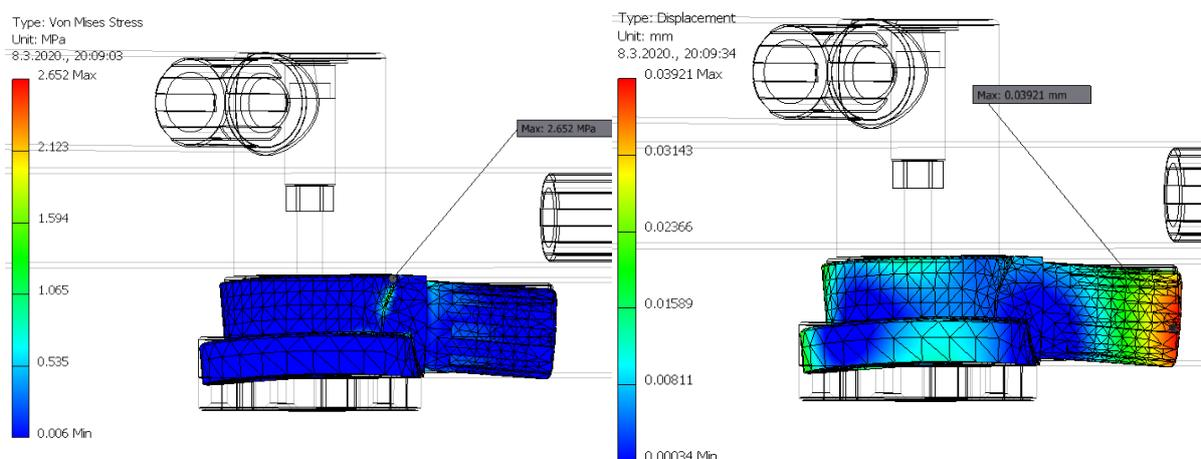 Type: Von Mises Stress
Unit: MPa
8.3.2020., 20:09:03
2.652 Max
2.123
1.594
1.065
0.535
0.006 Min
Max: 2.652 MPa
Type: Displacement
Unit: mm
8.3.2020., 20:09:34
0.03921 Max
0.03143
0.02366
0.01589
0.00811
0.00034 Min
Max: 0.03921 mm